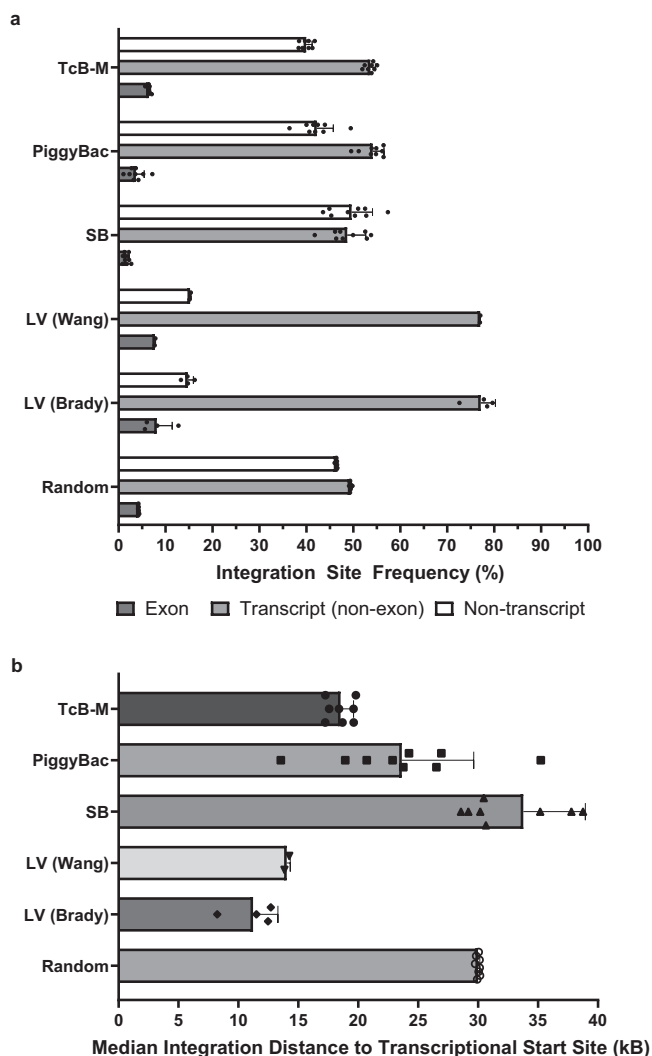 a
TcB-M
PiggyBac
SB
LV (Wang)
LV (Brady)
Random
0 10 20 30 40 50 60 70 80 90 100
Integration Site Frequency (%)
Exon Transcript (non-exon) Non-transcript
b
TcB-M
PiggyBac
SB
LV (Wang)
LV (Brady)
Random
0 5 10 15 20 25 30 35 40
Median Integration Distance to Transcriptional Start Site (kB)